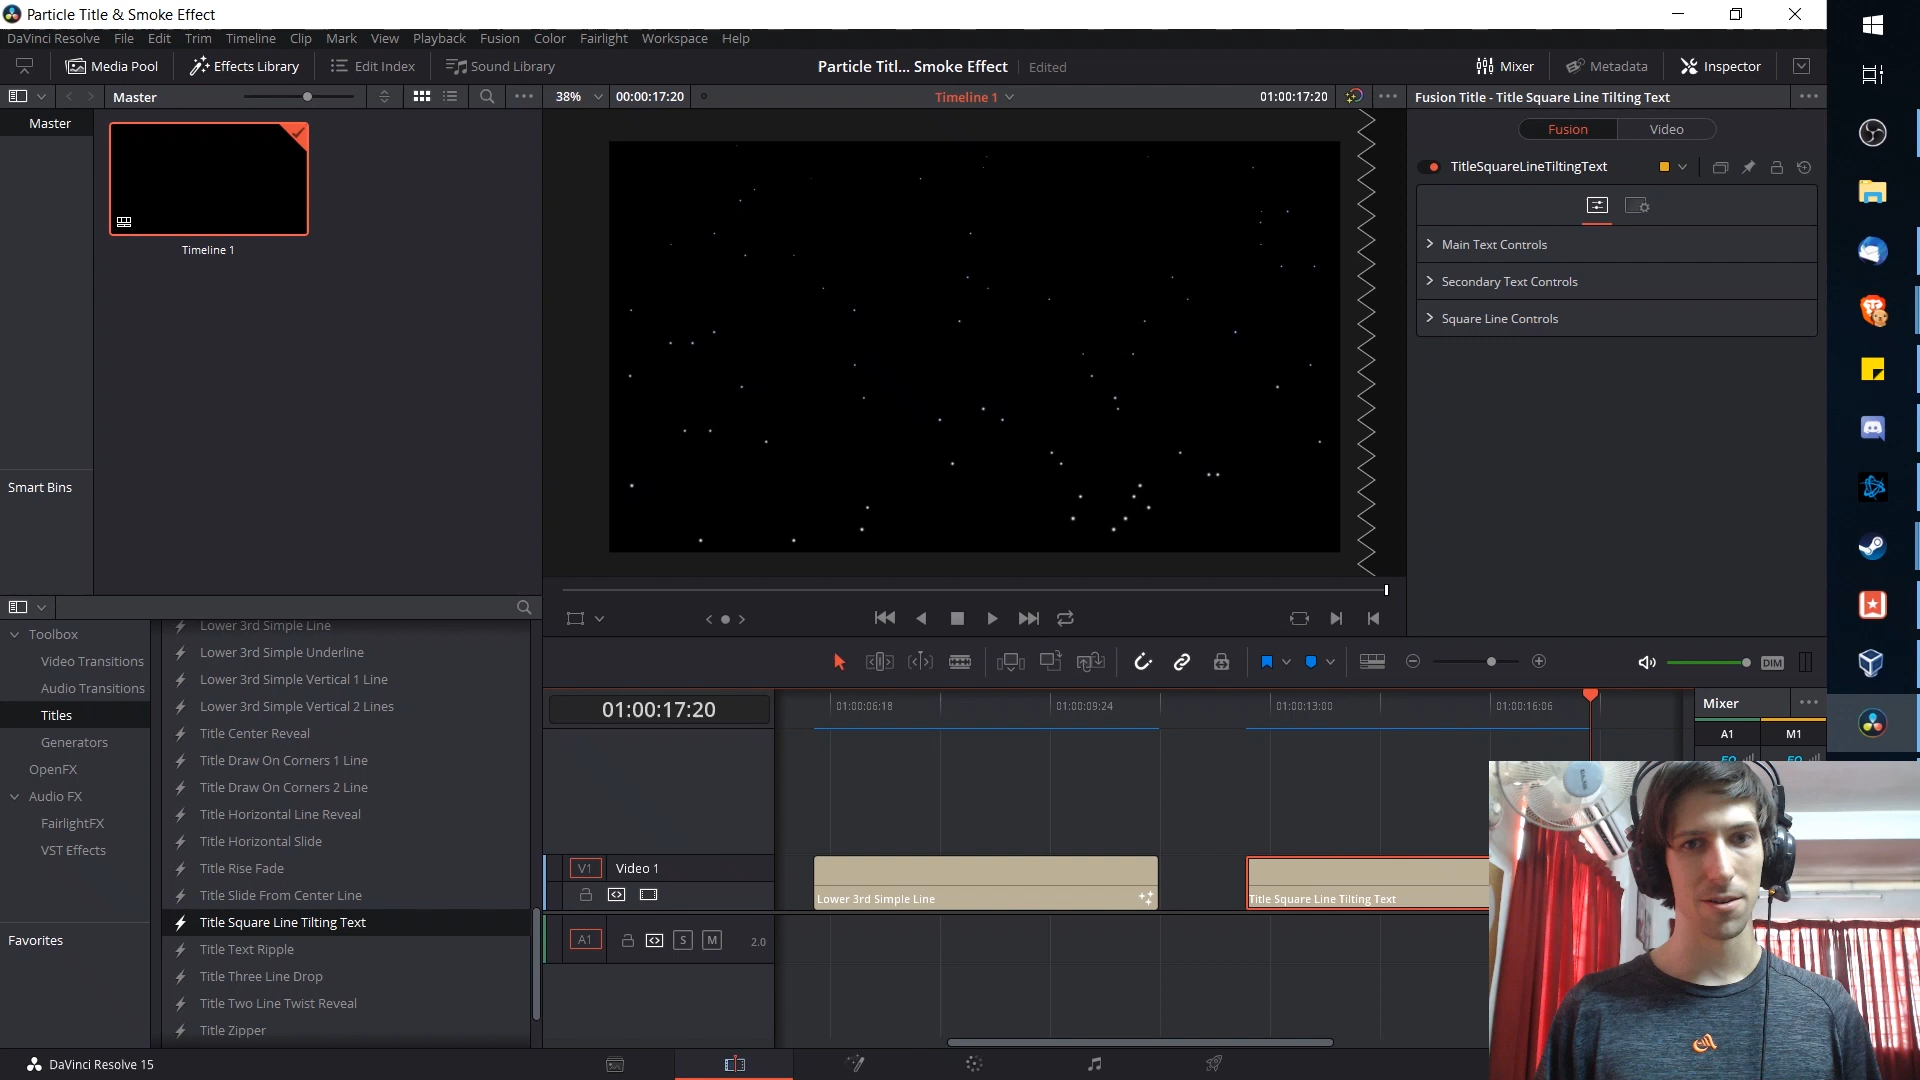 Particle Title & Smoke Effect
DaVinci Resolve File Edit Trim Timeline Clip Mark View Playback Fusion Color Fairlight Workspace Help
Media Pool Effects Library Edit Index Sound Library Particle Titl... Smoke Effect Edited Mixer Metadata Inspector
Master 38% 00:00:17:20 Timeline 1 01:00:17:20 Fusion Title - Title Square Line Tilting Text
Master
Fusion Video
TitleSquareLineTiltingText
Main Text Controls
Secondary Text Controls
Square Line Controls
Timeline 1
Smart Bins
Toolbox
Video Transitions
Audio Transitions
Titles
Generators
OpenFX
Audio FX
FairlightFX
VST Effects
Favorites
Lower 3rd Simple Line
Lower 3rd Simple Underline
Lower 3rd Simple Vertical 1 Line
Lower 3rd Simple Vertical 2 Lines
Title Center Reveal
Title Draw On Corners 1 Line
Title Draw On Corners 2 Line
Title Horizontal Line Reveal
Title Horizontal Slide
Title Rise Fade
Title Slide From Center Line
Title Square Line Tilting Text
Title Text Ripple
Title Three Line Drop
Title Two Line Twist Reveal
Title Zipper
DIM
01:00:17:20 01:00:06:18 01:00:09:24 01:00:13:00 01:00:16:06
Mixer
A1 M1
EQ EQ
V1 Video 1
Lower 3rd Simple Line
Title Square Line Tilting Text
A1 S M 2.0
DaVinci Resolve 15